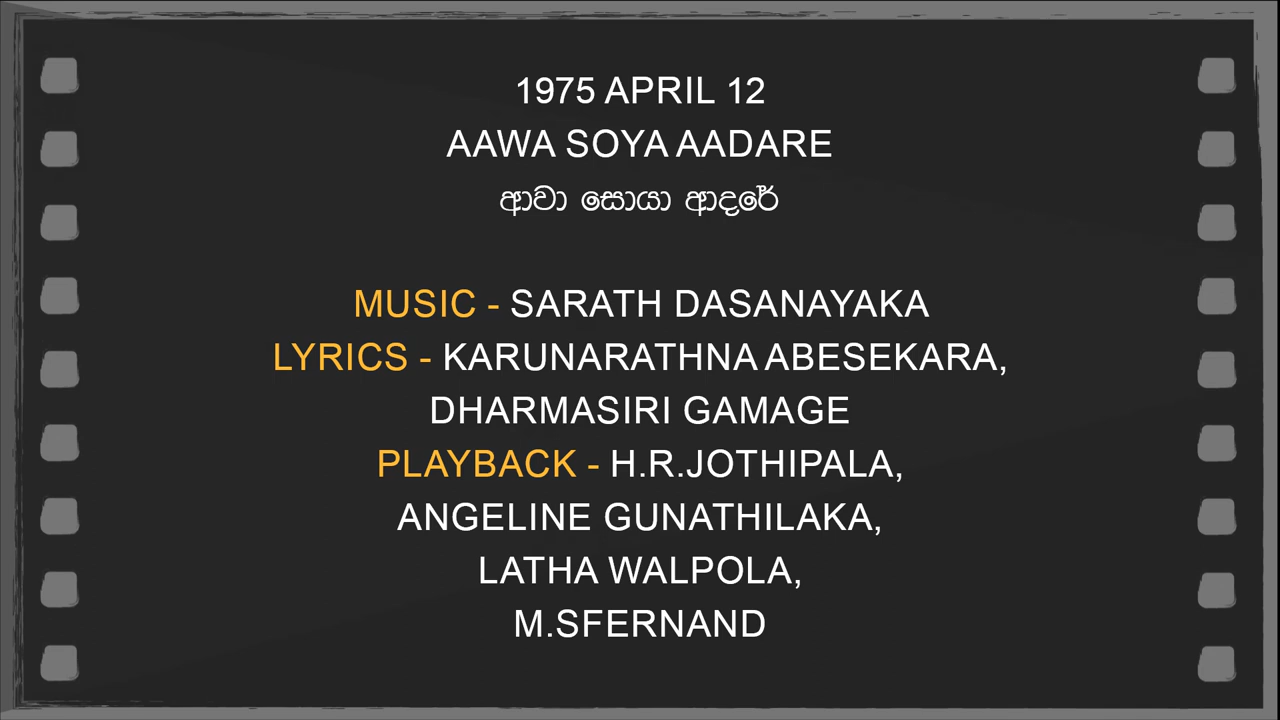 1975 APRIL 12
AAWA SOYA AADARE
ආවා සොයා ආදරේ
MUSIC - SARATH DASANAYAKA
LYRICS - KARUNARATHNA ABESEKARA,
DHARMASIRI GAMAGE
PLAYBACK - H.R.JOTHIPALA,
ANGELINE GUNATHILAKA,
LATHA WALPOLA,
M.SFERNAND